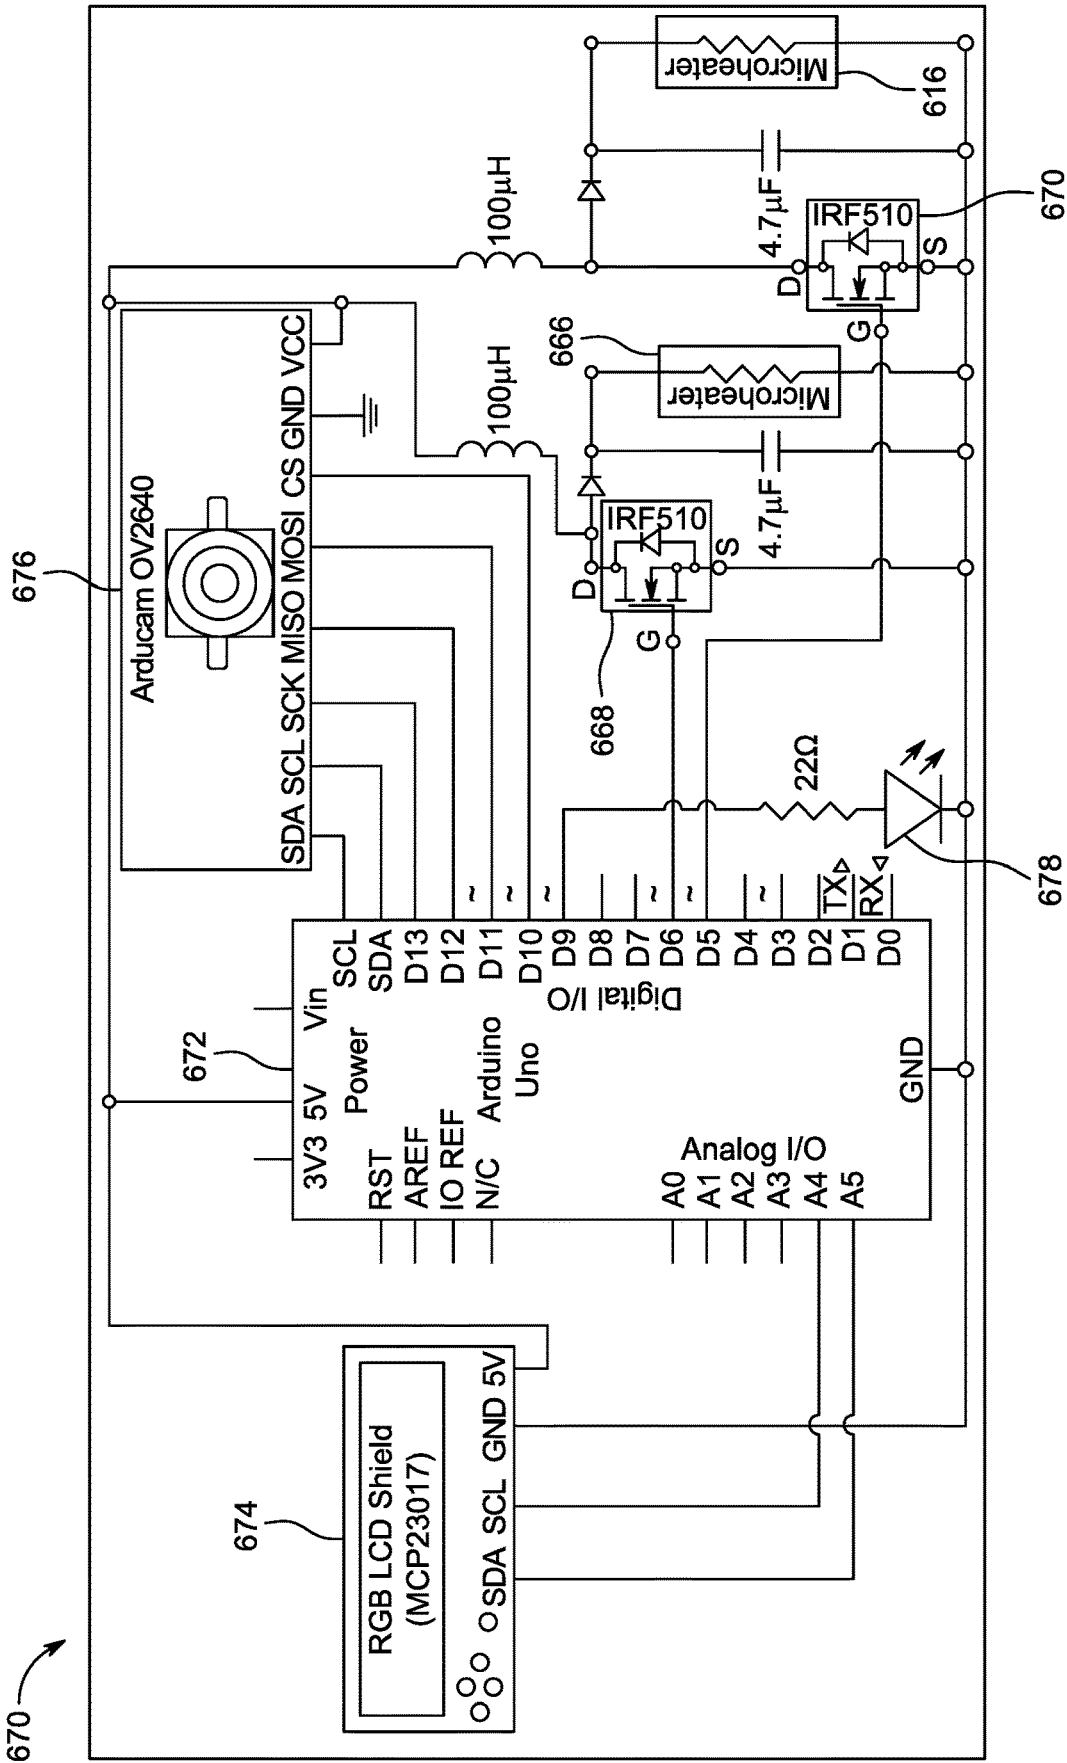 670
676
Arducam OV2640
SDA SCL SCK MISO MOSI CS GND VCC
100μH
100μH
674
RGB LCD Shield
(MCP23017)
SDA SCL GND 5V
672
3V3 5V Vin
Power
RST
AREF
IO REF
N/C
Arduino
Uno
SCL
SDA
D13
D12
D11 ~
D10 ~
D9 ~
D8
D7
D6 ~
D5 ~
D4
D3 ~
D2
D1 TX
D0 RX
Digital I/O
Analog I/O
A0
A1
A2
A3
A4
A5
GND
22Ω
678
668
D
G
S
IRF510
4.7μF
666
Microheater
D
G
S
IRF510
670
4.7μF
Microheater
616